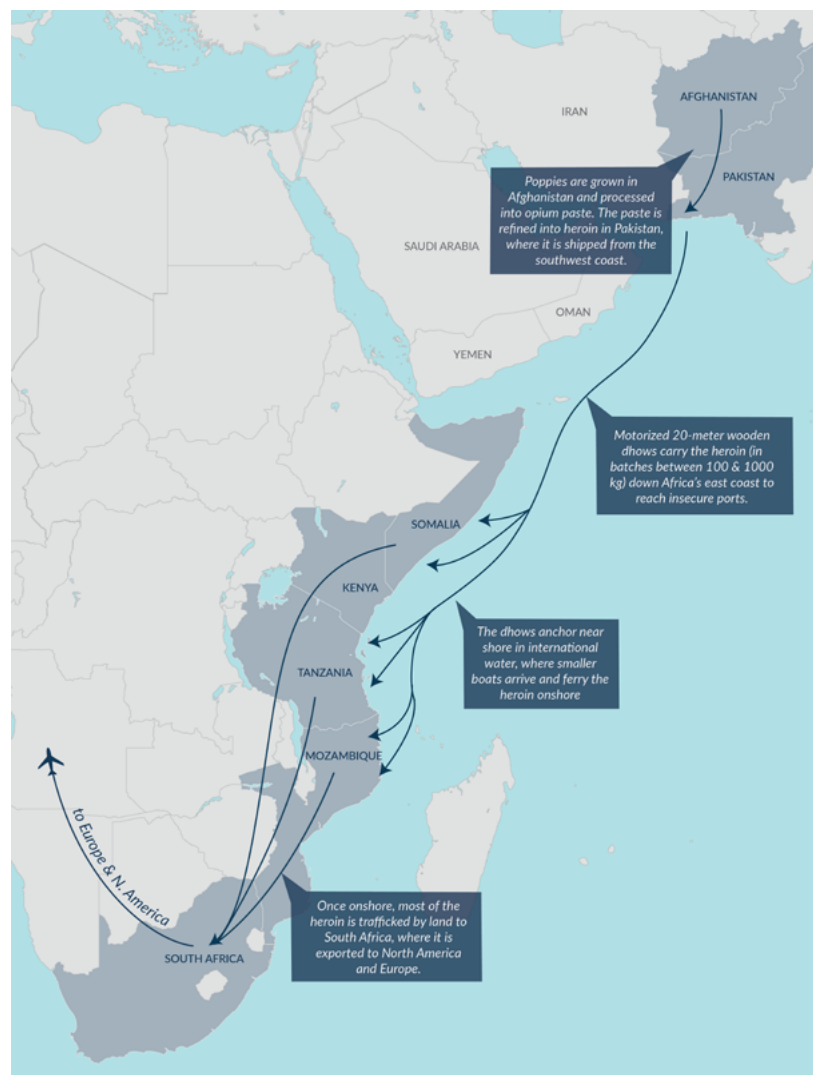 AFGHANISTAN
IRAN
PAKISTAN
Poppies are grown in
Afghanistan and processed
into opium paste. The paste is
refined into heroin in Pakistan,
where it is shipped from the
southwest coast.
SAUDI ARABIA
OMAN
YEMEN
Motorized 20-meter wooden
dhows carry the heroin (in
batches between 100 & 1000
kg) down Africa's east coast to
reach insecure ports.
SOMALIA
KENYA
The dhows anchor near
shore in international
water, where smaller
boats arrive and ferry the
heroin onshore
TANZANIA
MOZAMBIQUE
to Europe & N. America
Once onshore, most of the
heroin is trafficked by land to
South Africa, where it is
exported to North America
and Europe.
SOUTH AFRICA